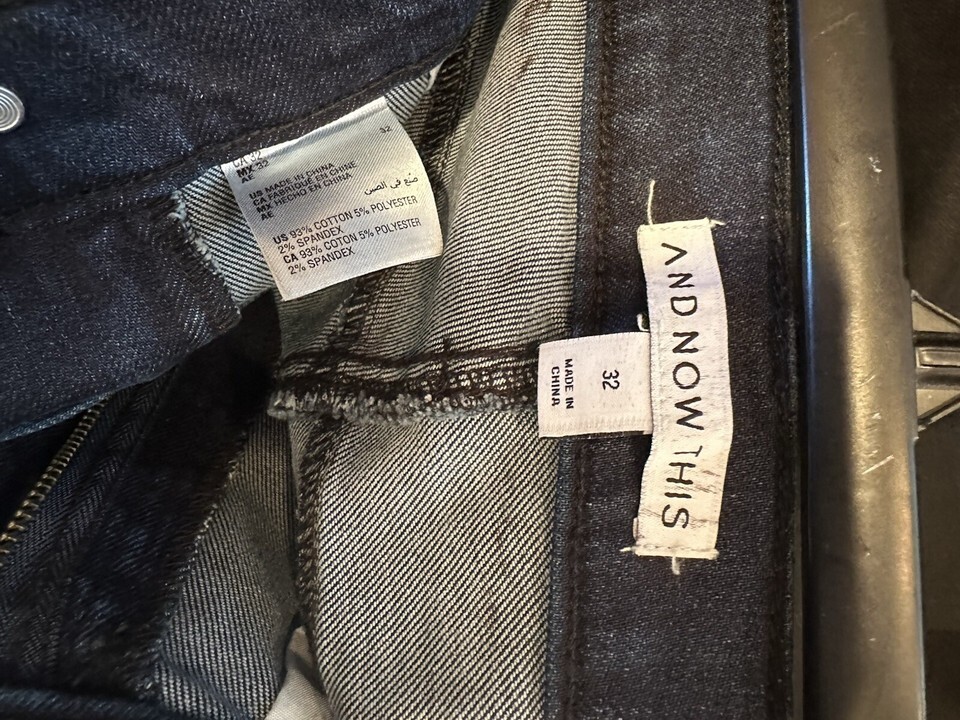 CA 32
MX 32
AE
32
US MADE IN CHINA
CA FABRIQUÉ EN CHINE
MX HECHO EN CHINA
AE صنع في الصين
US 93% COTTON 5% POLYESTER
2% SPANDEX
CA 93% COTON 5% POLYESTER
2% SPANDEX
AND NOW THIS
32
MADE IN
CHINA